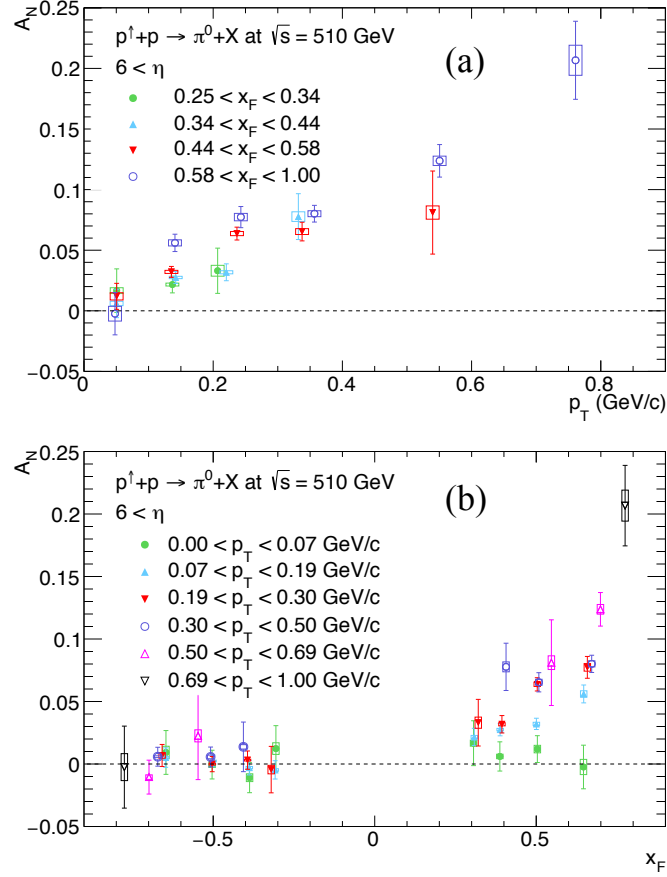 A_N
0.25
p↑+p → π⁰+X at √s = 510 GeV
(a)
6 < η
0.2
0.25 < x_F < 0.34
0.34 < x_F < 0.44
0.15
0.44 < x_F < 0.58
0.58 < x_F < 1.00
0.1
0.05
0
−0.05
0 0.2 0.4 0.6 0.8
p_T (GeV/c)
A_N
0.25
p↑+p → π⁰+X at √s = 510 GeV
(b)
6 < η
0.2
0.00 < p_T < 0.07 GeV/c
0.07 < p_T < 0.19 GeV/c
0.15
0.19 < p_T < 0.30 GeV/c
0.30 < p_T < 0.50 GeV/c
0.1
0.50 < p_T < 0.69 GeV/c
0.69 < p_T < 1.00 GeV/c
0.05
0
−0.05
−0.5 0 0.5
x_F